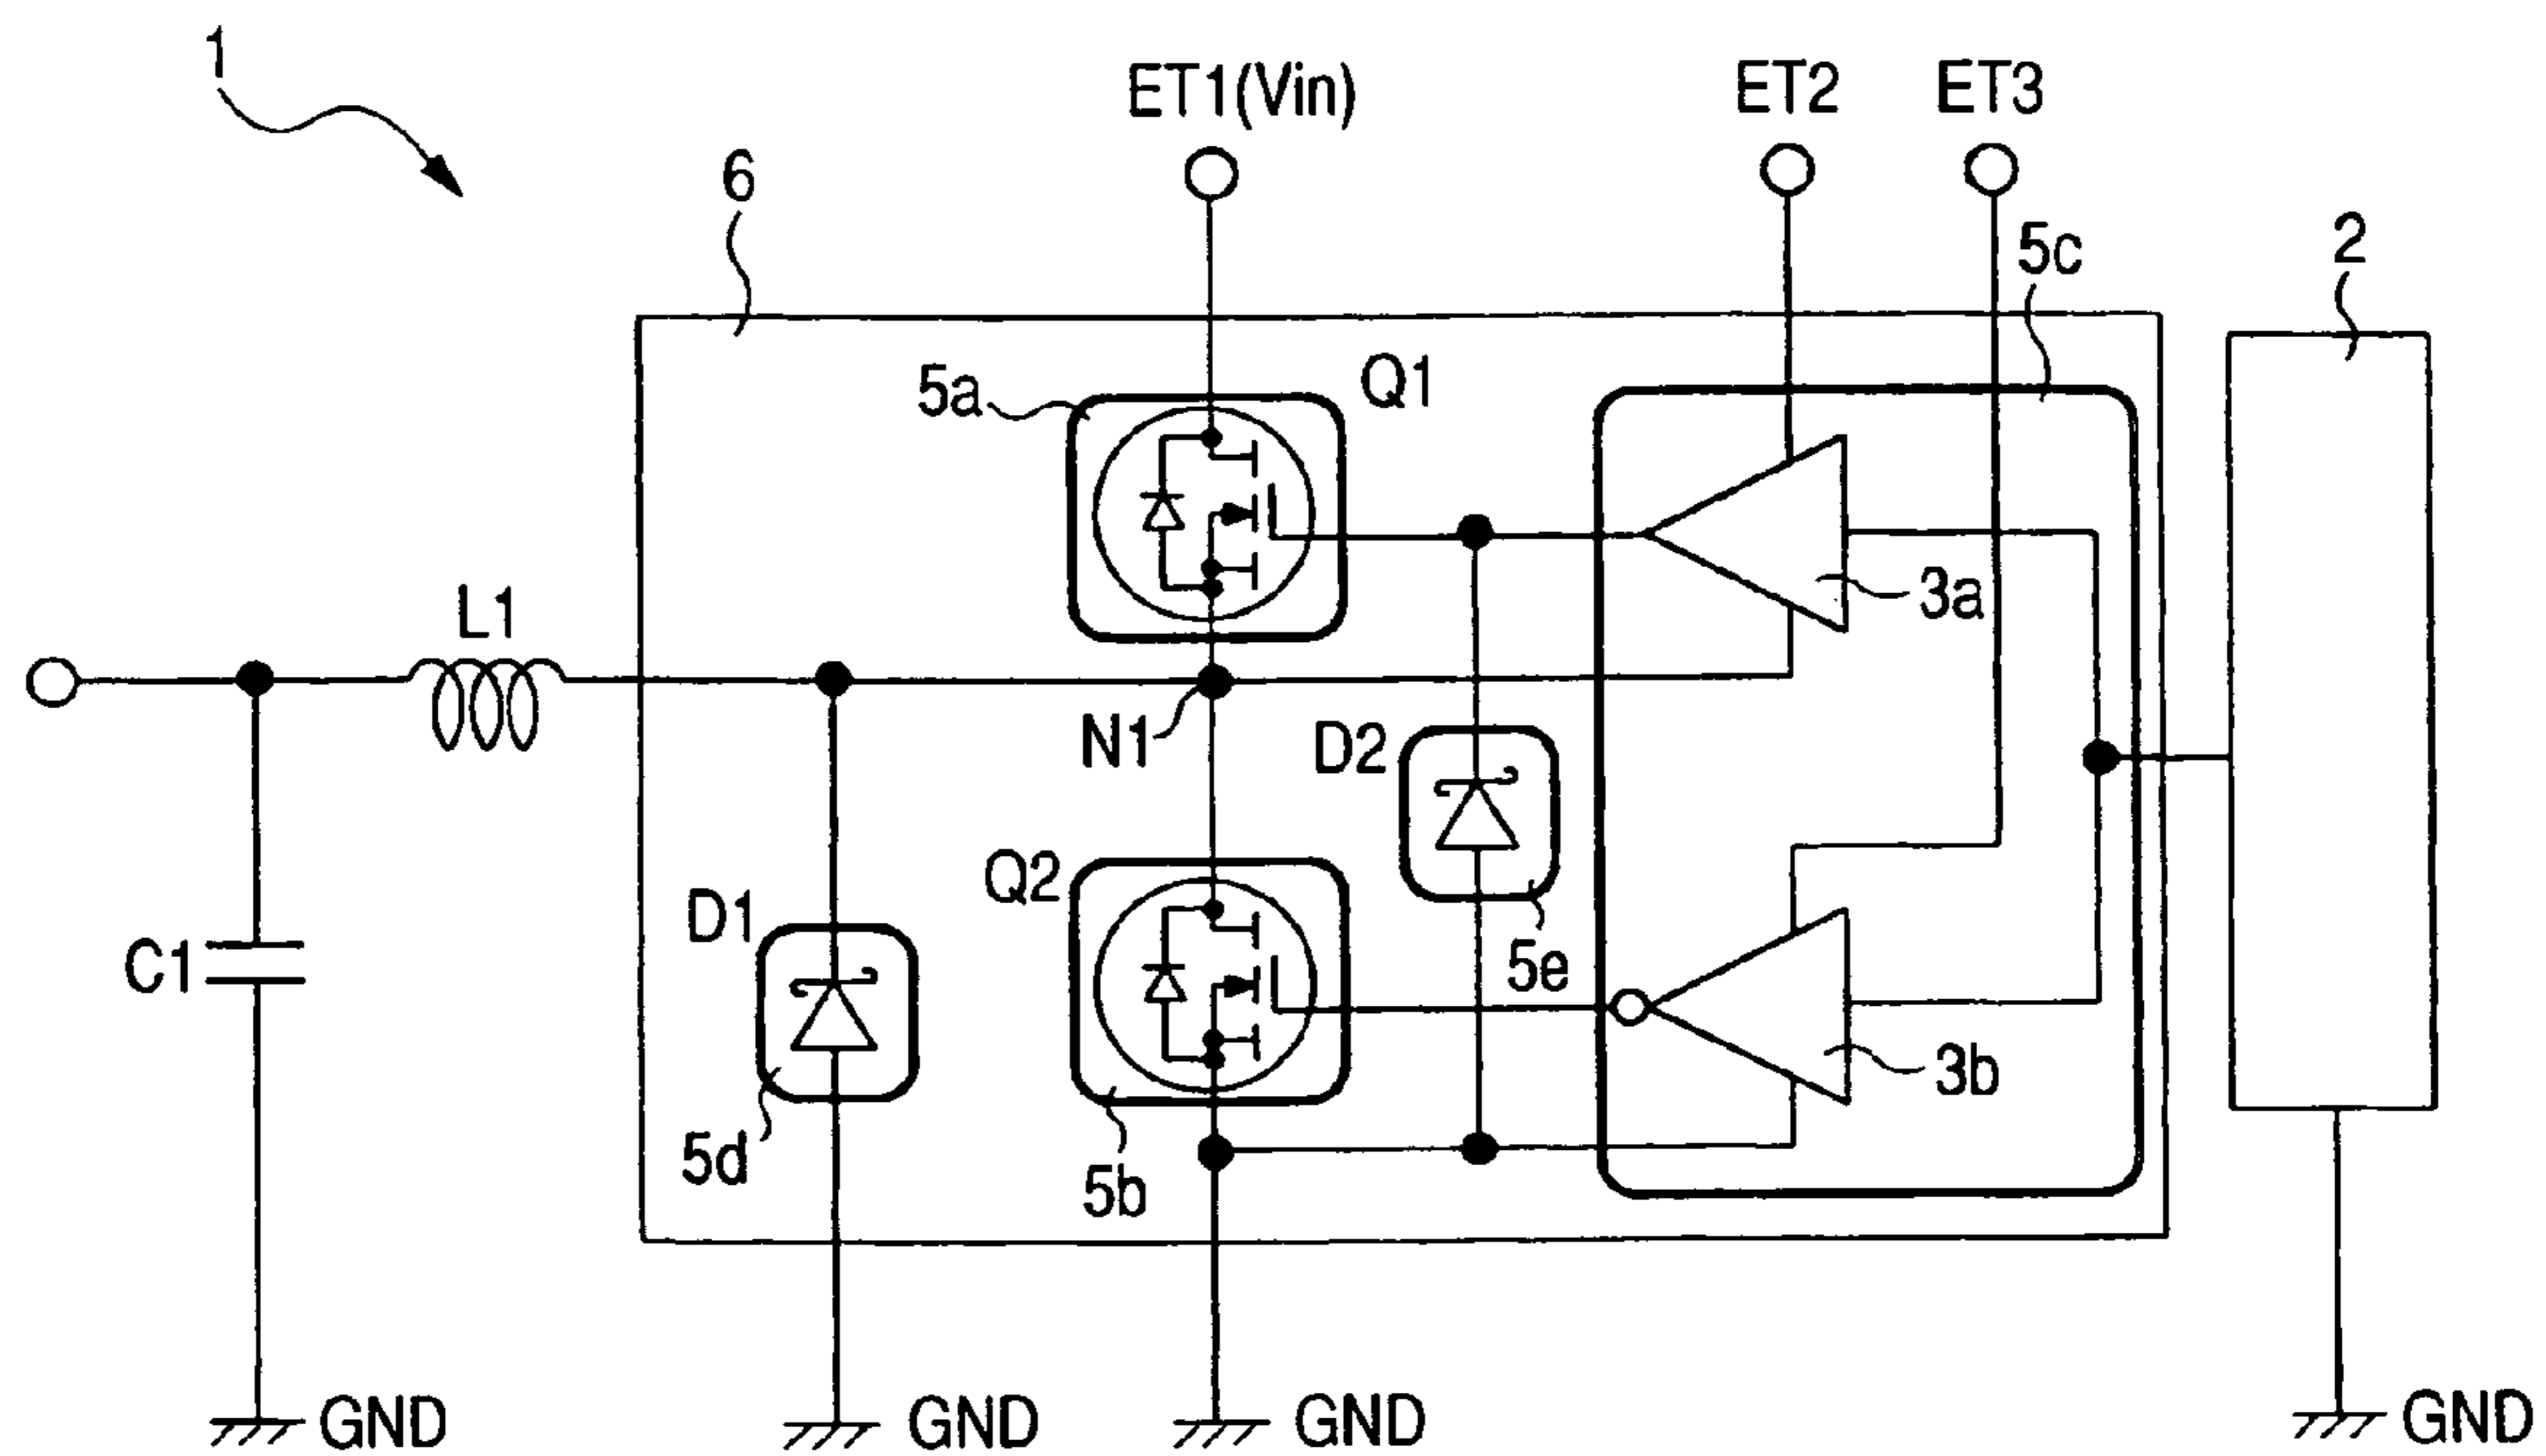 1
ET1(Vin)
ET2
ET3
6
5c
2
5a
Q1
3a
L1
N1
D2
Q2
D1
C1
5e
3b
5d
5b
GND
GND
GND
GND